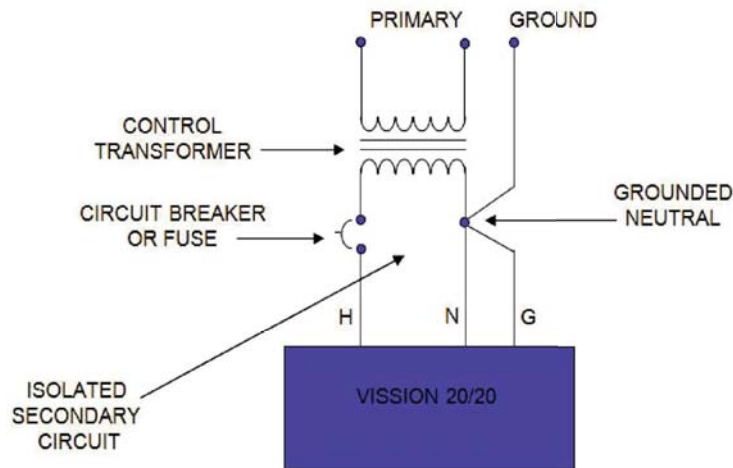 PRIMARY
GROUND
CONTROL
TRANSFORMER
GROUNDED
NEUTRAL
CIRCUIT BREAKER
OR FUSE
H
N
G
ISOLATED
SECONDARY
CIRCUIT
VISSION 20/20